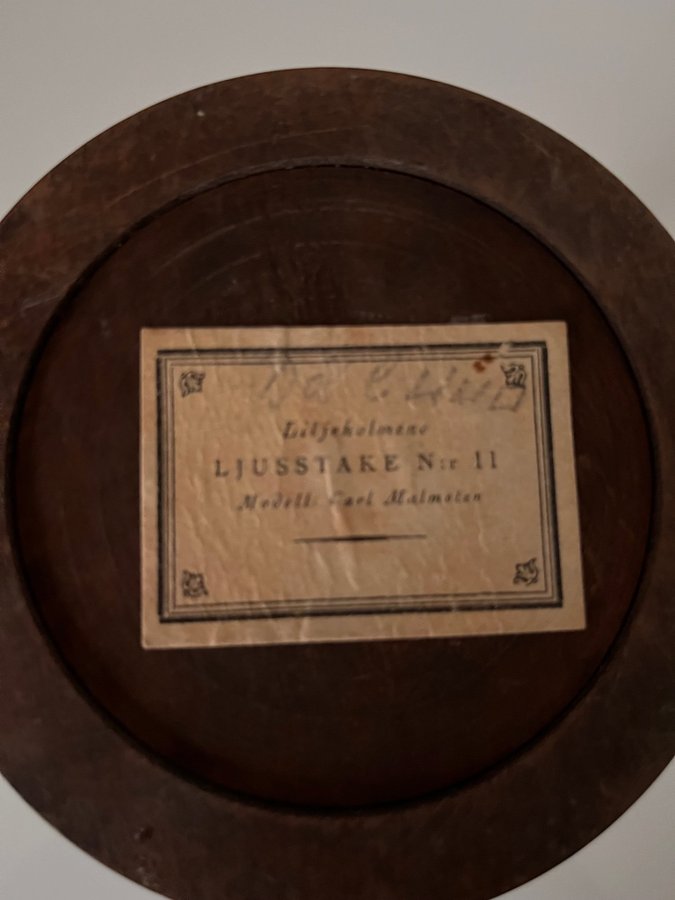 Liljeholmens
LJUSSTAKE N:r 11
Modell: Carl Malmsten